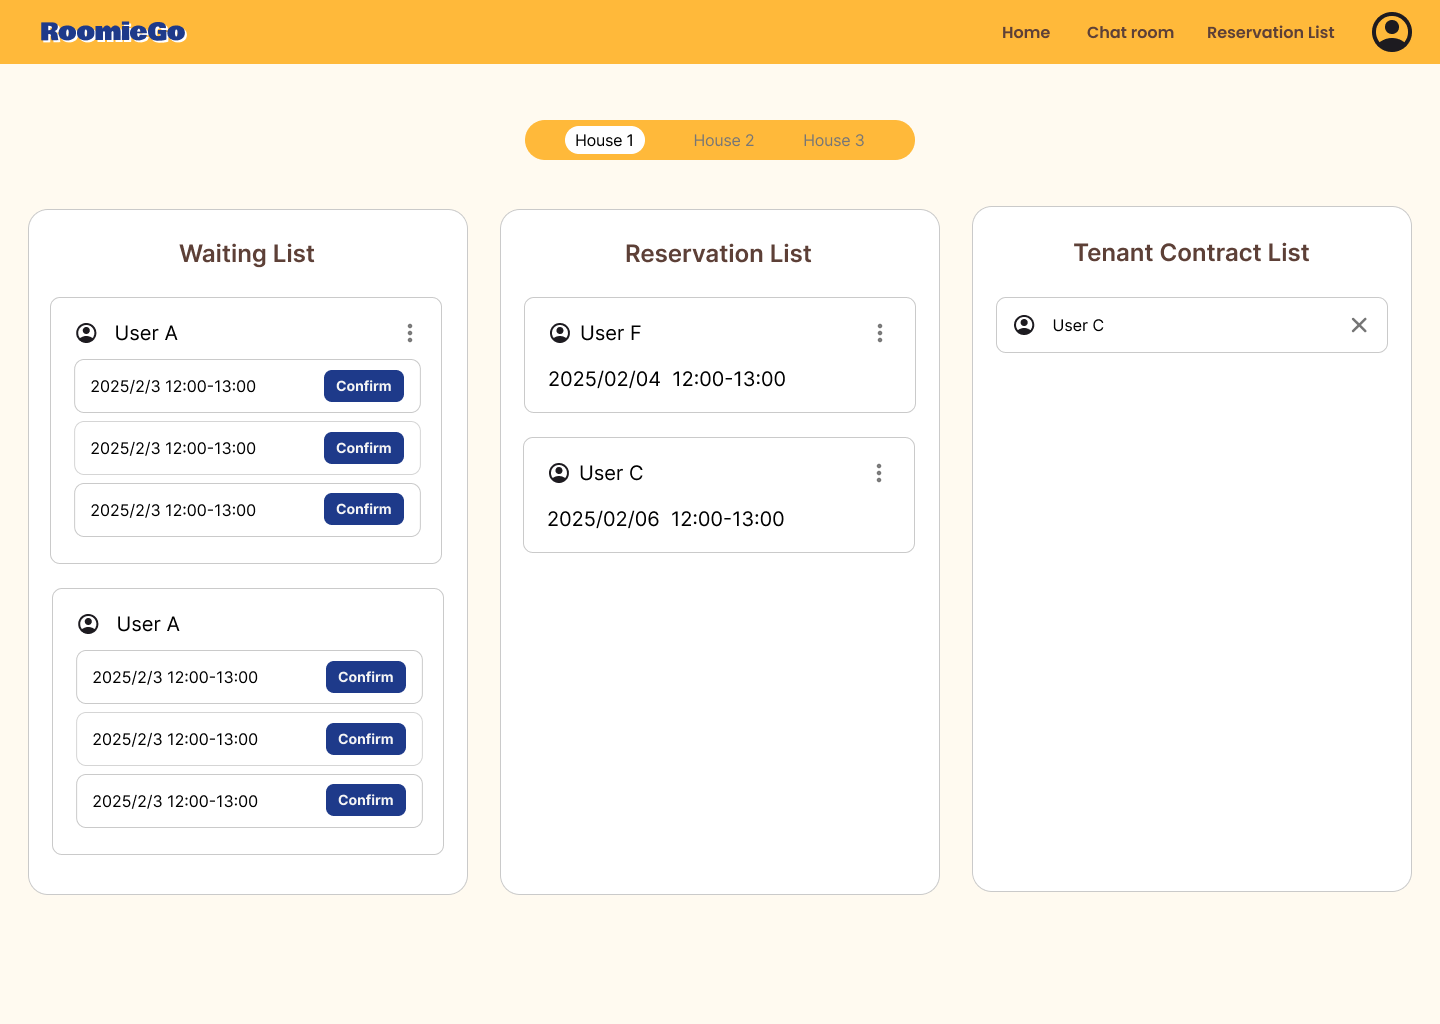 RoomieGo
Home Chat room Reservation List
House 1 House 2 House 3
Waiting List
User A
2025/2/3 12:00-13:00 Confirm
2025/2/3 12:00-13:00 Confirm
2025/2/3 12:00-13:00 Confirm
User A
2025/2/3 12:00-13:00 Confirm
2025/2/3 12:00-13:00 Confirm
2025/2/3 12:00-13:00 Confirm
Reservation List
User F
2025/02/04 12:00-13:00
User C
2025/02/06 12:00-13:00
Tenant Contract List
User C